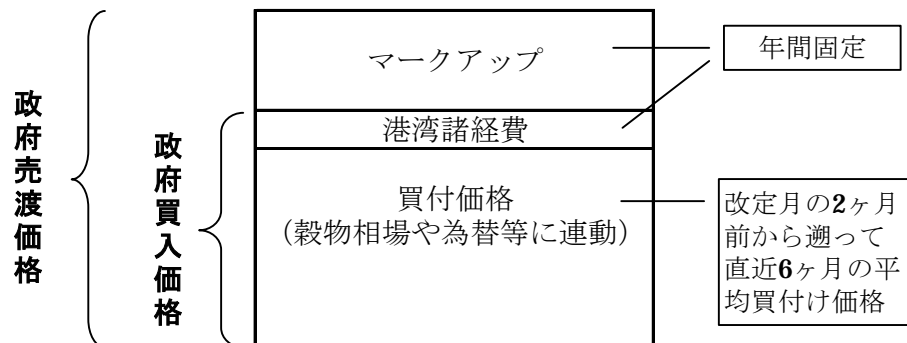 政府売渡価格
政府買入価格
マークアップ
港湾諸経費
買付価格
(穀物相場や為替等に連動)
年間固定
改定月の2ヶ月
前から遡って
直近6ヶ月の平
均買付け価格